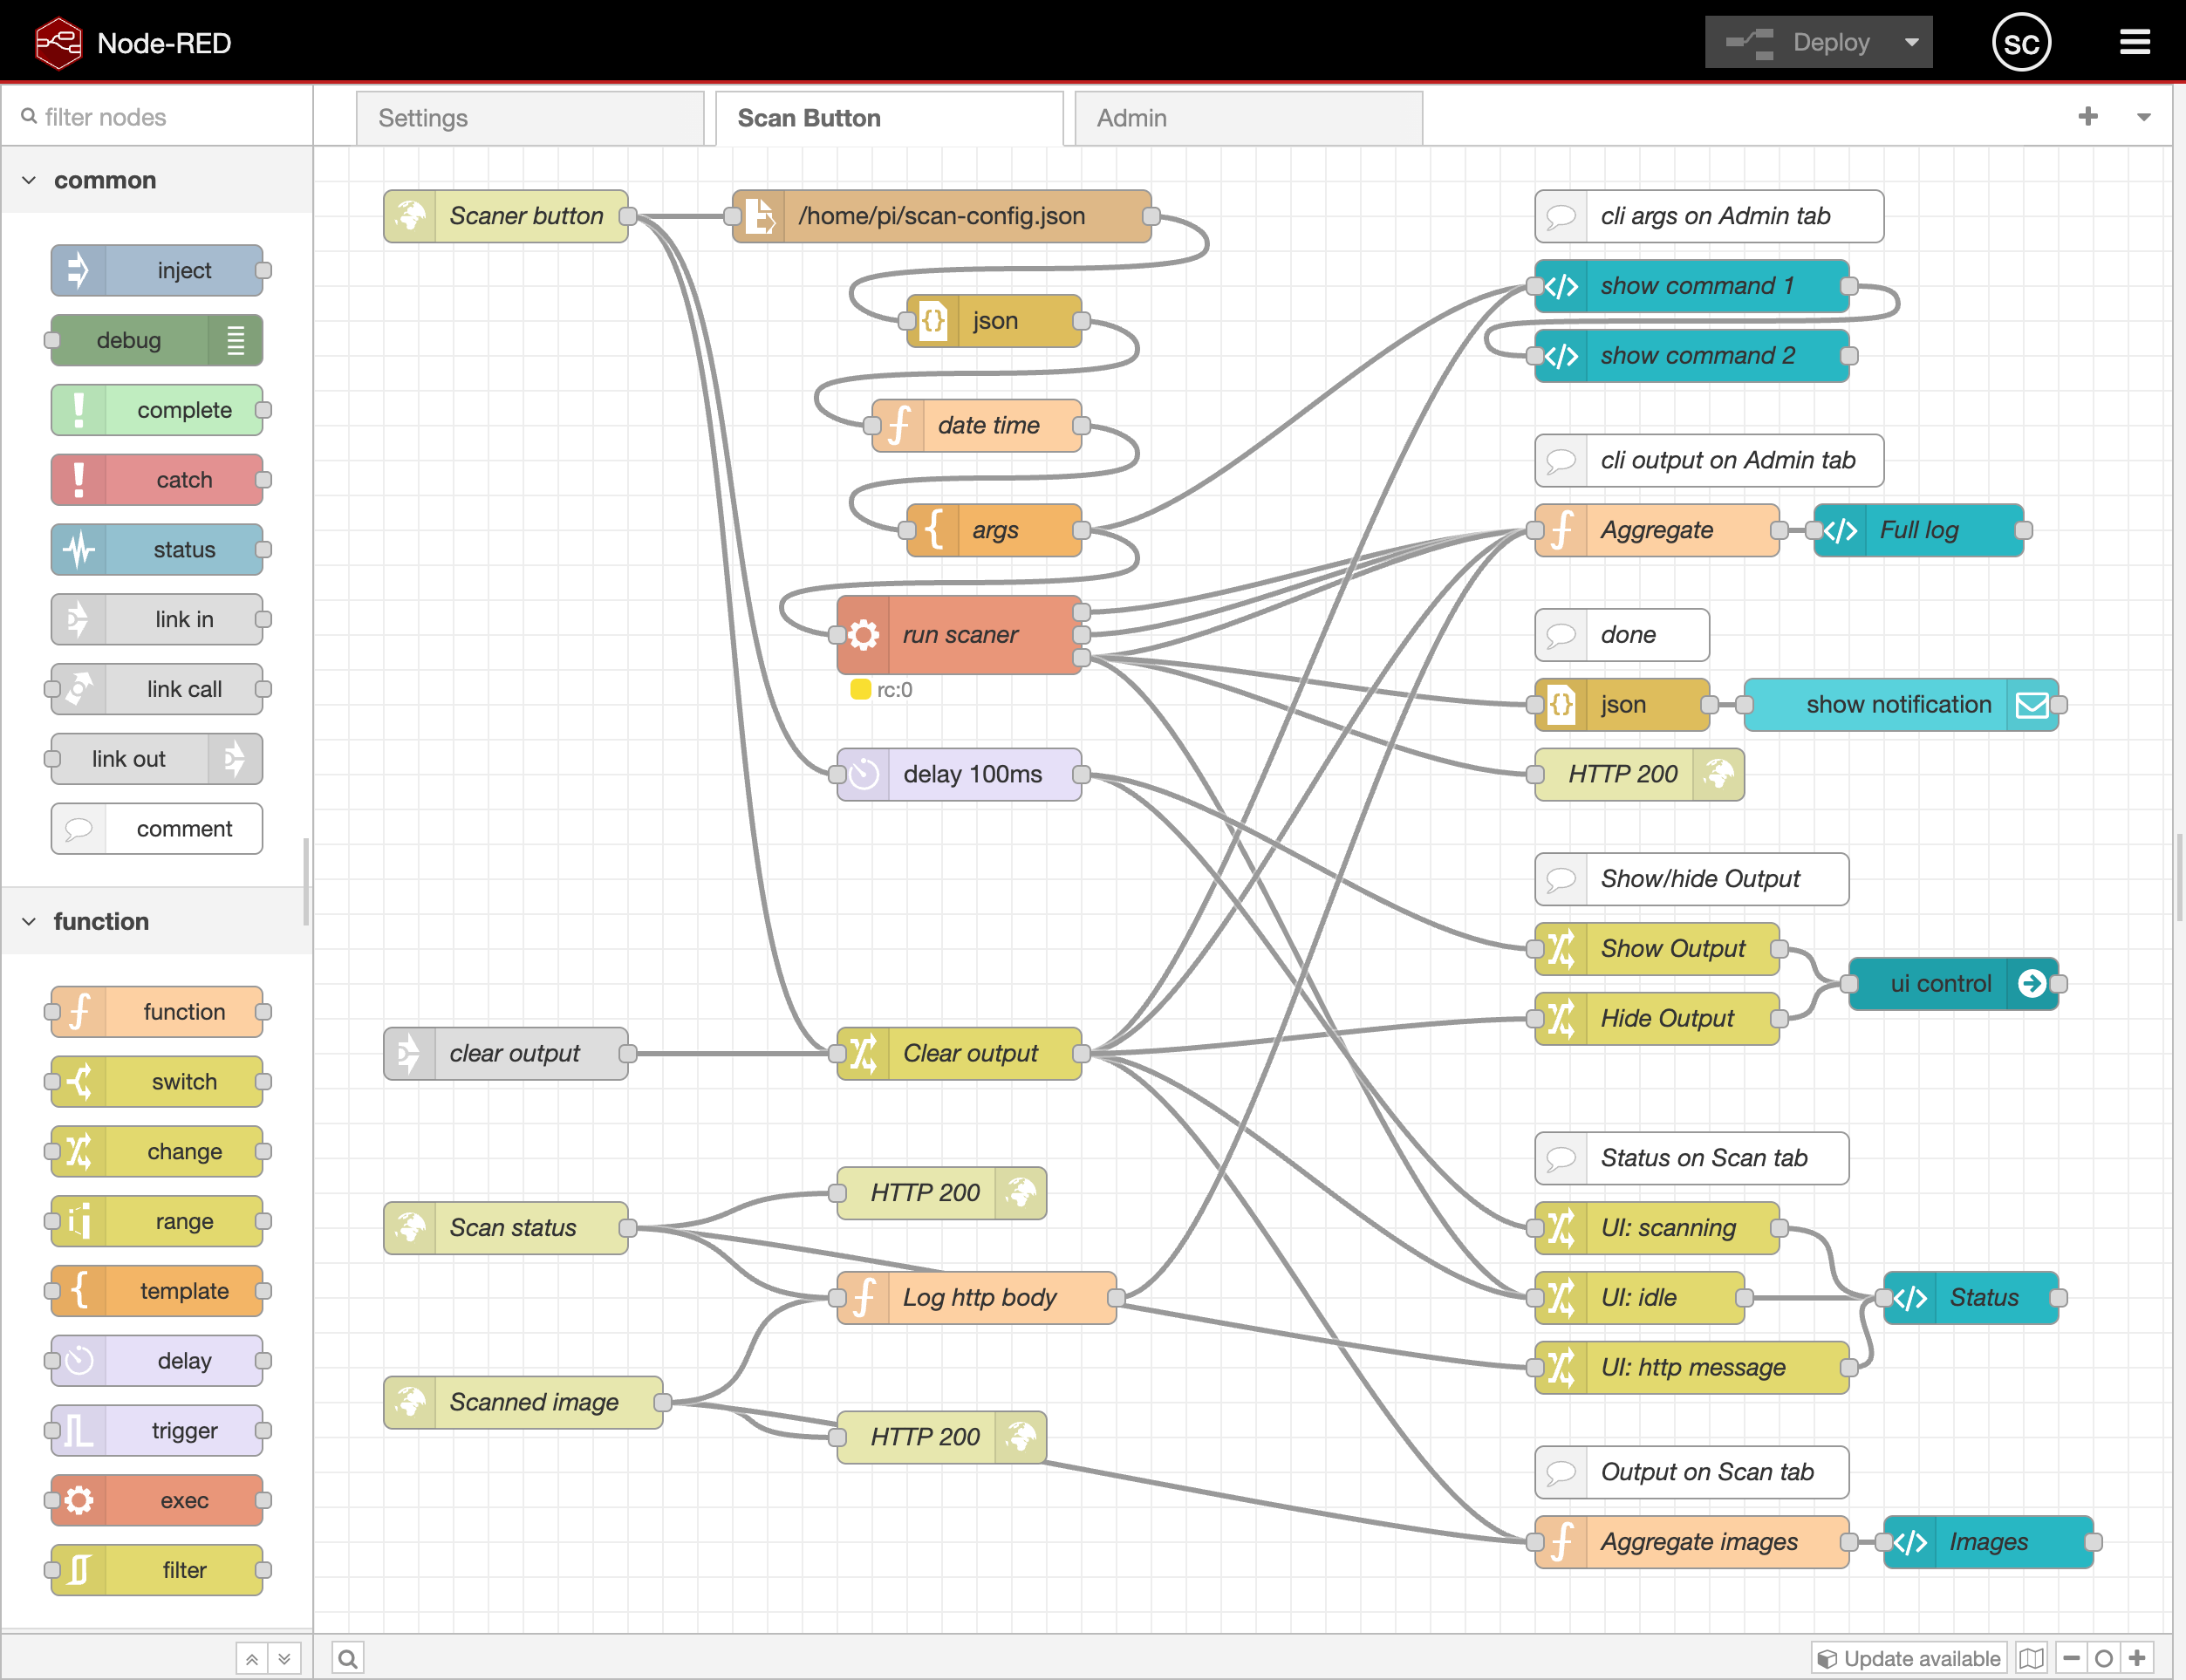 Node-RED
Deploy
SC
filter nodes
Settings
Scan Button
Admin
common
inject
debug
complete
catch
status
link in
link call
link out
comment
function
function
switch
change
range
template
delay
trigger
exec
filter
Scaner button
/home/pi/scan-config.json
json
date time
args
run scaner
rc:0
delay 100ms
clear output
Clear output
Scan status
HTTP 200
Log http body
Scanned image
HTTP 200
cli args on Admin tab
show command 1
show command 2
cli output on Admin tab
Aggregate
Full log
done
json
show notification
HTTP 200
Show/hide Output
Show Output
Hide Output
ui control
Status on Scan tab
UI: scanning
UI: idle
Status
UI: http message
Output on Scan tab
Aggregate images
Images
Update available